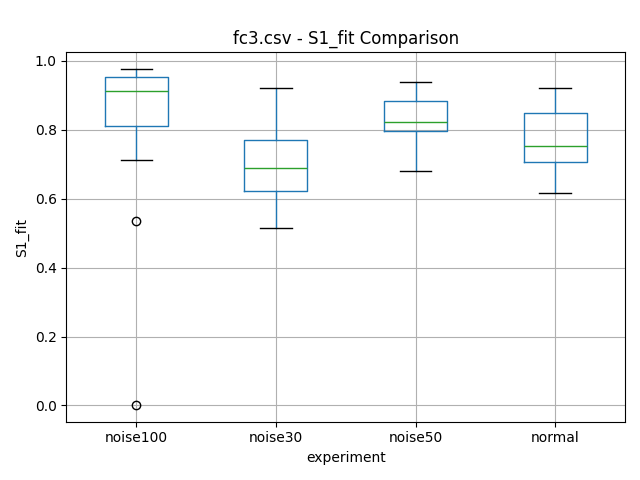 fc3.csv - S1_fit Comparison
1.0
0.8
0.6
0.4
0.2
0.0
S1_fit
noise100 noise30 noise50 normal
experiment